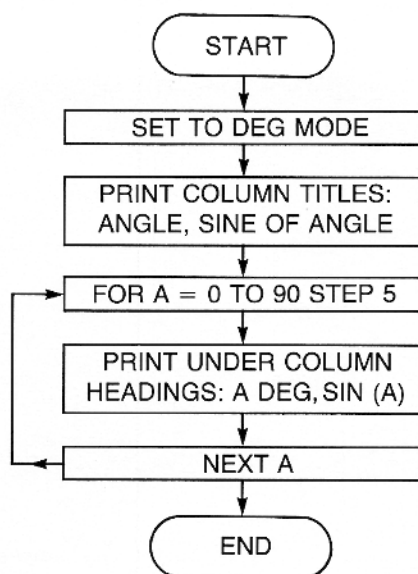 START
SET TO DEG MODE
PRINT COLUMN TITLES:
ANGLE, SINE OF ANGLE
FOR A = 0 TO 90 STEP 5
PRINT UNDER COLUMN
HEADINGS: A DEG, SIN (A)
NEXT A
END